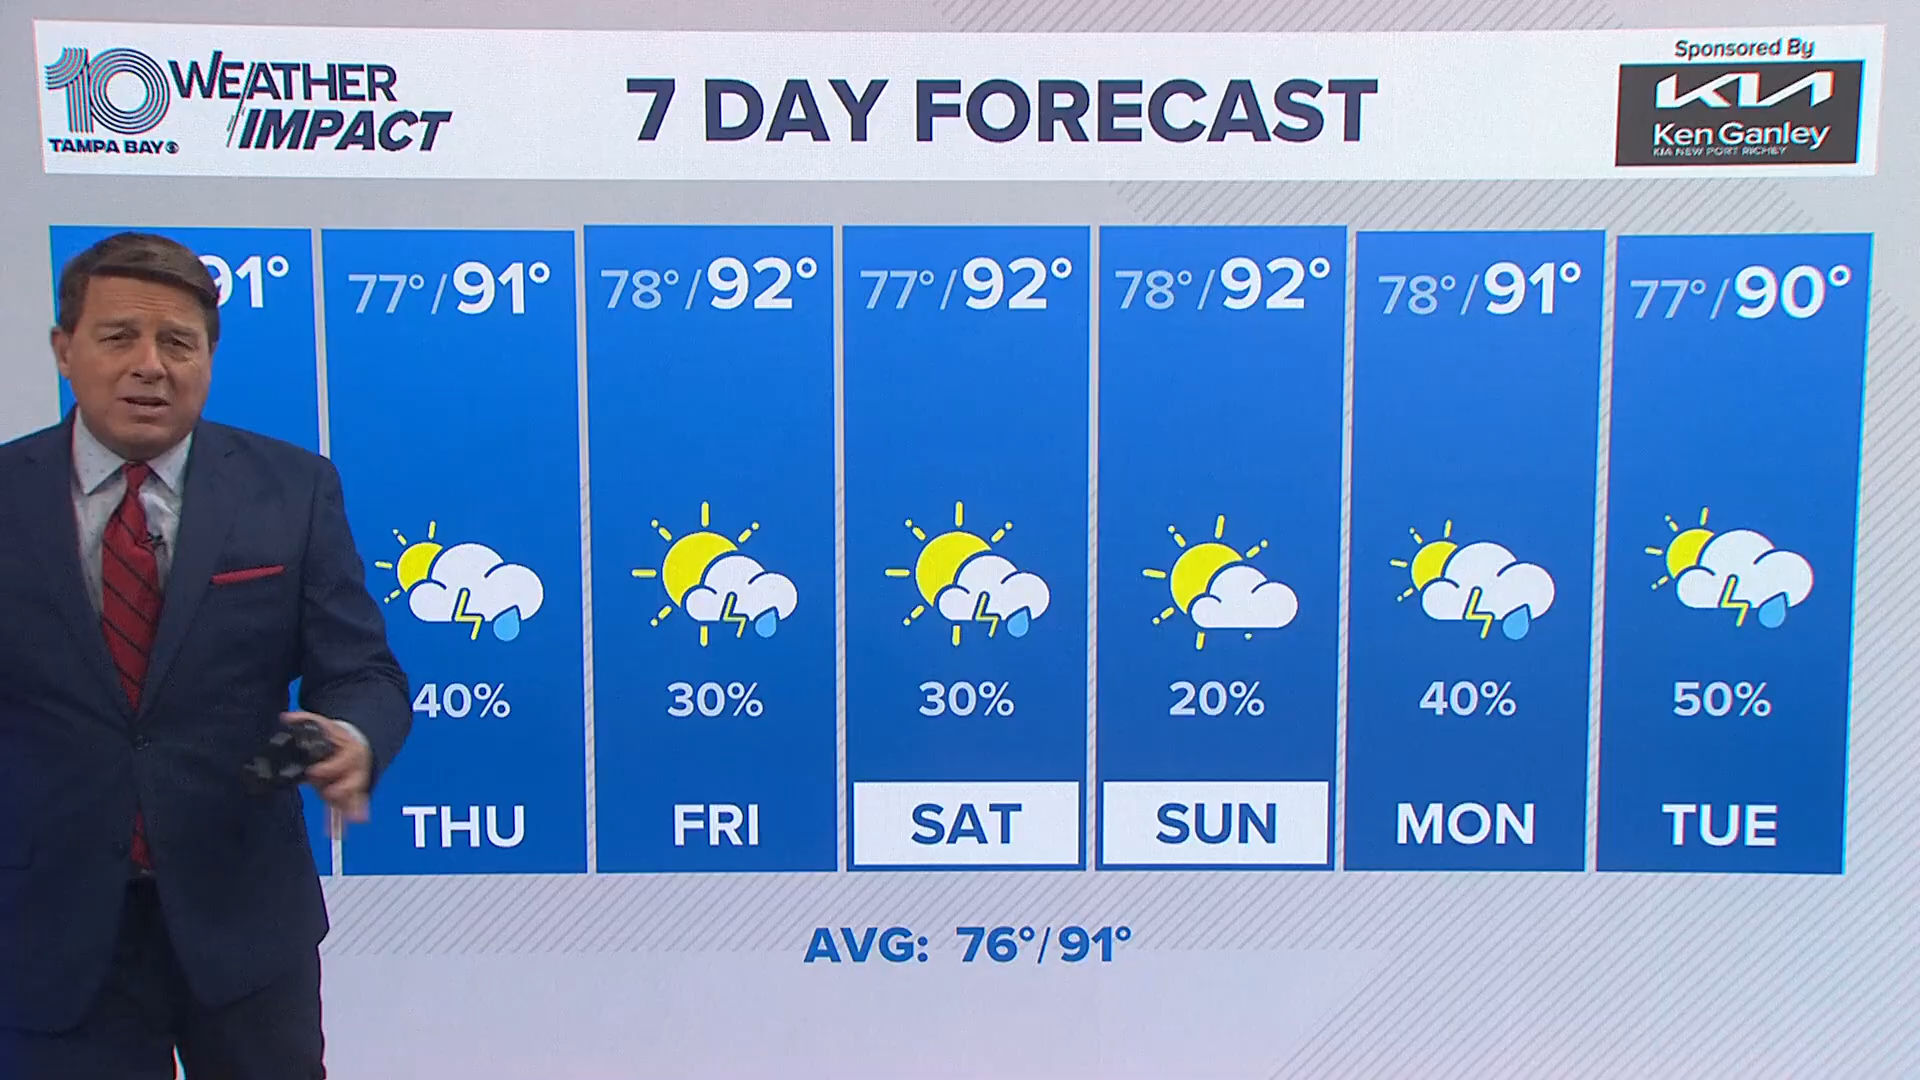 10 WEATHER
IMPACT
TAMPA BAY
7 DAY FORECAST
Sponsored By
KIA
Ken Ganley
KIA NEW PORT RICHEY
91°
77°/91°
78°/92°
77°/92°
78°/92°
78°/91°
77°/90°
40%
30%
30%
20%
40%
50%
THU
FRI
SAT
SUN
MON
TUE
AVG: 76°/91°